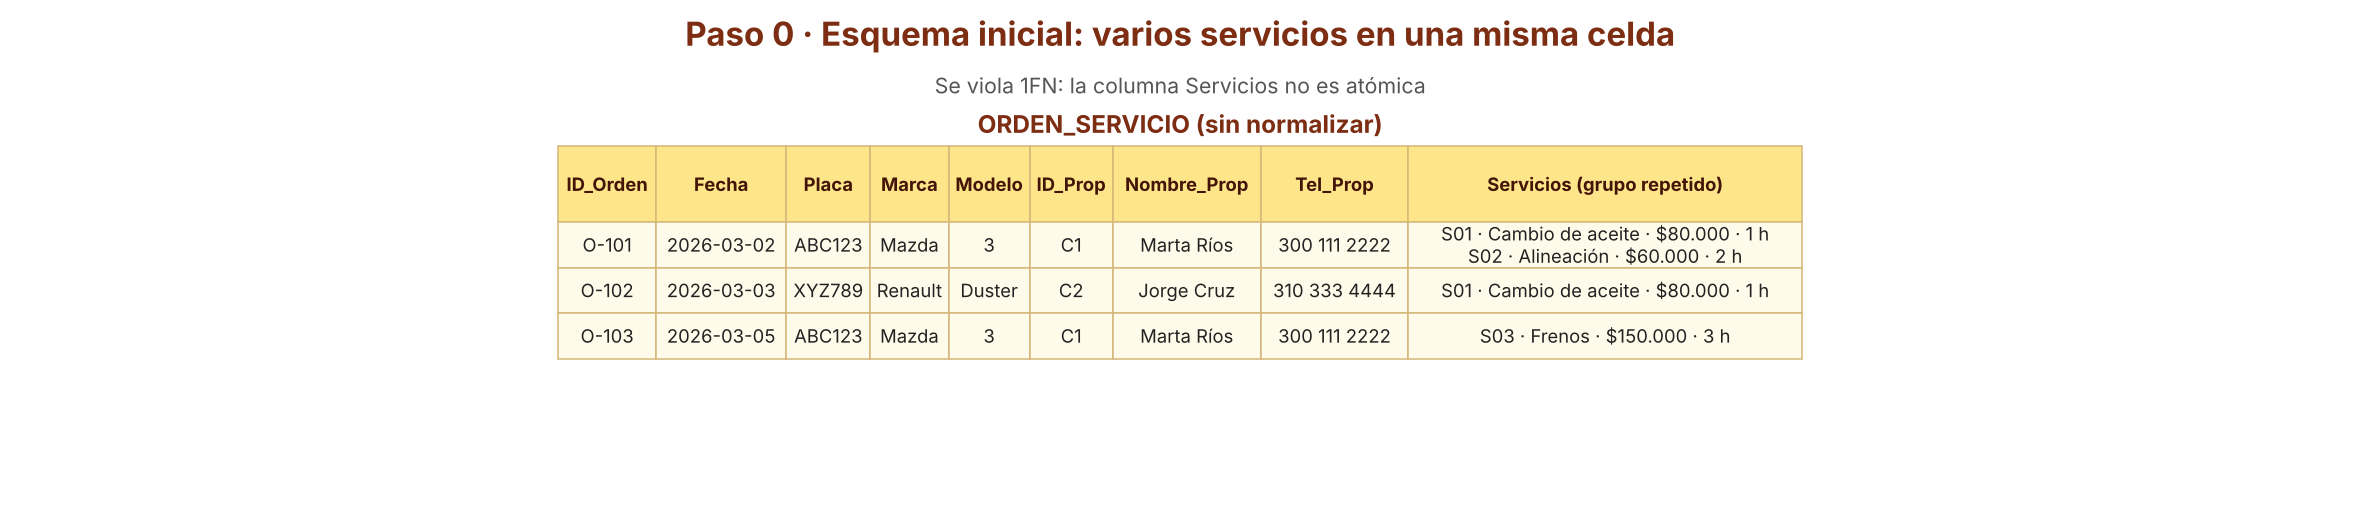 Paso 0 · Esquema inicial: varios servicios en una misma celda
Se viola 1FN: la columna Servicios no es atómica
ORDEN_SERVICIO (sin normalizar)
ID_Orden Fecha Placa Marca Modelo ID_Prop Nombre_Prop Tel_Prop Servicios (grupo repetido)
O-101 2026-03-02 ABC123 Mazda 3 C1 Marta Ríos 300 111 2222 S01 · Cambio de aceite · $80.000 · 1 h
S02 · Alineación · $60.000 · 2 h
O-102 2026-03-03 XYZ789 Renault Duster C2 Jorge Cruz 310 333 4444 S01 · Cambio de aceite · $80.000 · 1 h
O-103 2026-03-05 ABC123 Mazda 3 C1 Marta Ríos 300 111 2222 S03 · Frenos · $150.000 · 3 h